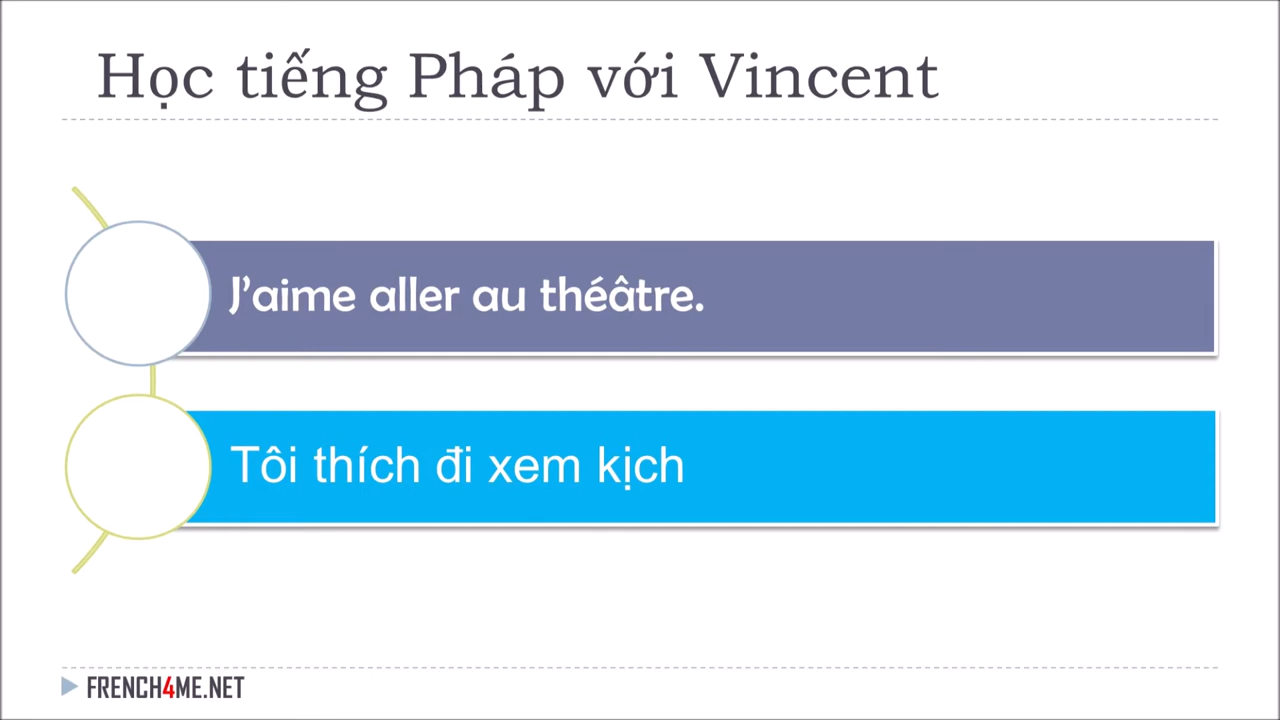 Học tiếng Pháp với Vincent
J’aime aller au théâtre.
Tôi thích đi xem kịch
FRENCH4ME.NET